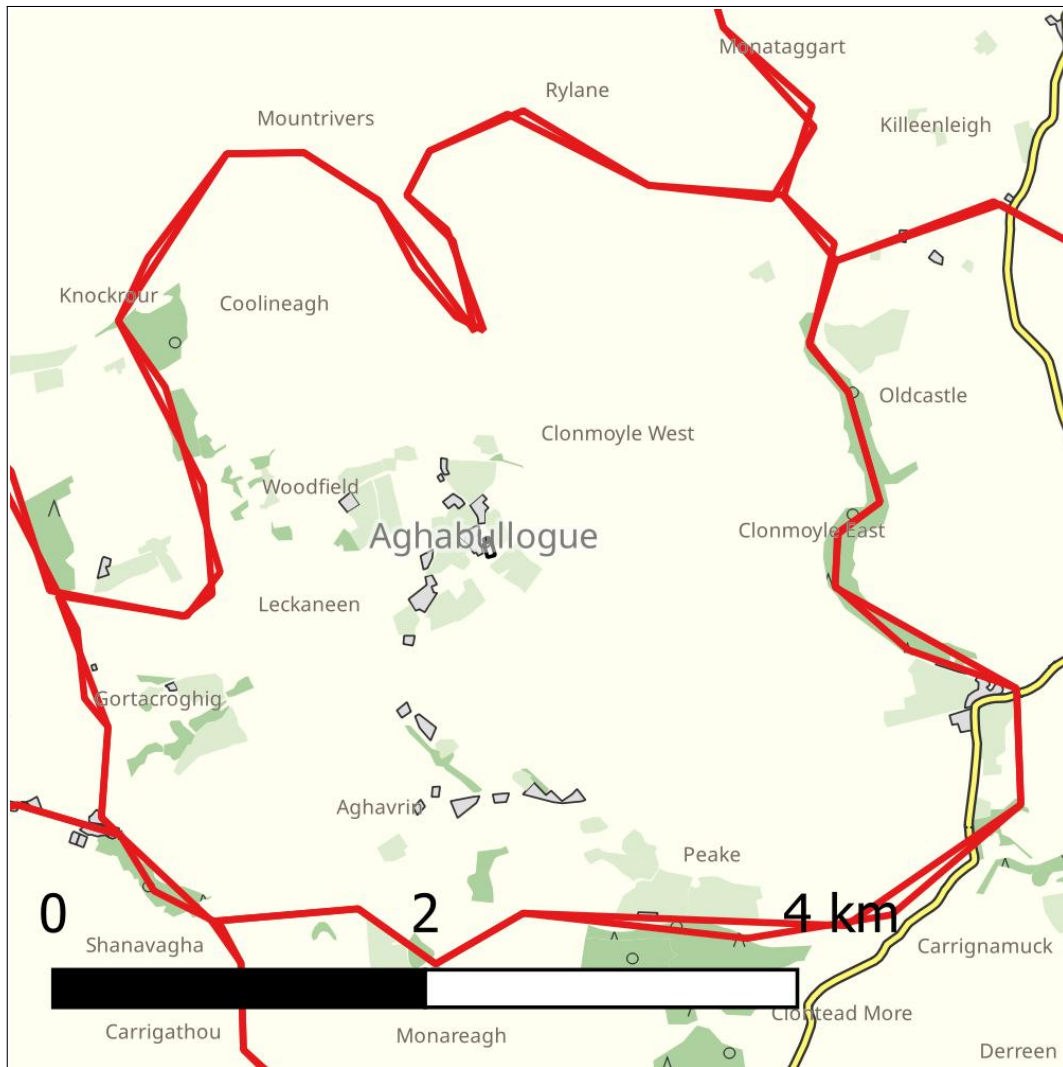 Monataggart
Rylane
Mountrivers
Killeenleigh
Knockrour
Coolineagh
Oldcastle
Clonmoyle West
Woodfield
Clonmoyle East
Aghabullogue
Leckaneen
Gortacroghig
Aghavrin
Peake
0 2 4 km
Shanavagha
Carrignamuck
Clontead More
Carrigathou
Monareagh
Derreen